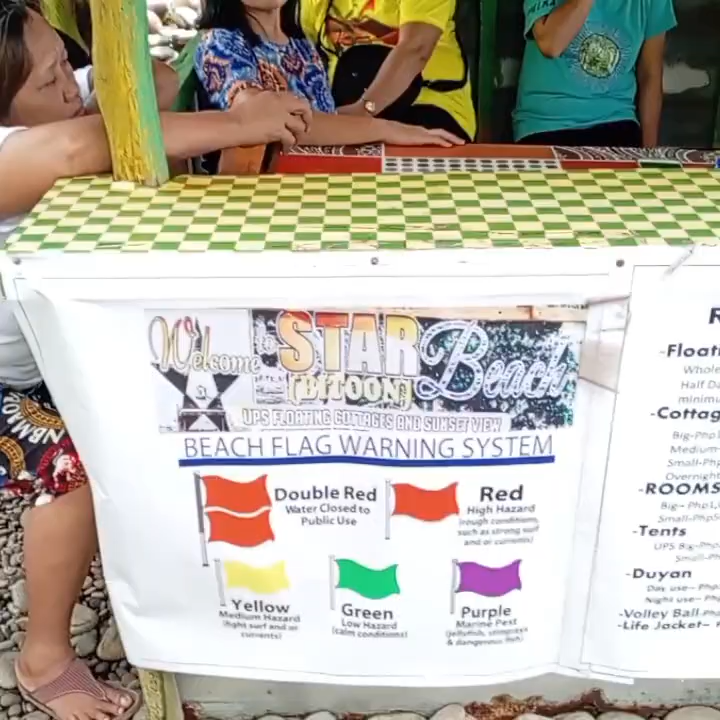 Welcome
to
STAR
(BITOON)
Beach
UPS FLOATING COTTAGES AND SUNSET VIEW
BEACH FLAG WARNING SYSTEM
Double Red
Water Closed to
Public Use
Red
High Hazard
(rough conditions,
such as strong surf
and or currents)
Yellow
Medium Hazard
(light surf and or
currents)
Green
Low Hazard
(calm conditions)
Purple
Marine Pest
(jellyfish, stingrays
& dangerous fish)
R
-Floati
Whole
Half Da
minimu
-Cottag
Big-Php
Medium-
Small-Php
Overnight
-ROOMS
Big- Php1,
Small-Php
-Tents
UPS Big-Php
Small-Php
-Duyan
Day use- Php
Night use- Php
-Volley Ball-Php
-Life Jacket-